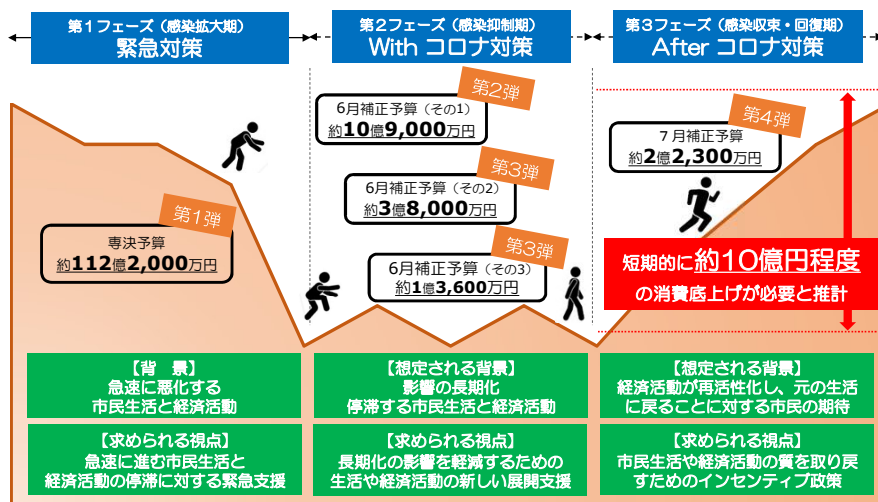 第1フェーズ（感染拡大期）
緊急対策
第2フェーズ（感染抑制期）
With コロナ対策
第3フェーズ（感染収束・回復期）
After コロナ対策
第1弾
専決予算
約112億2,000万円
第2弾
6月補正予算（その1）
約10億9,000万円
第3弾
6月補正予算（その2）
約3億8,000万円
第3弾
6月補正予算（その3）
約1億3,600万円
第4弾
7月補正予算
約2億2,300万円
短期的に約10億円程度
の消費底上げが必要と推計
【背　景】
急速に悪化する
市民生活と経済活動
【求められる視点】
急速に進む市民生活と
経済活動の停滞に対する緊急支援
【想定される背景】
影響の長期化
停滞する市民生活と経済活動
【求められる視点】
長期化の影響を軽減するための
生活や経済活動の新しい展開支援
【想定される背景】
経済活動が再活性化し、元の生活
に戻ることに対する市民の期待
【求められる視点】
市民生活や経済活動の質を取り戻
すためのインセンティブ政策